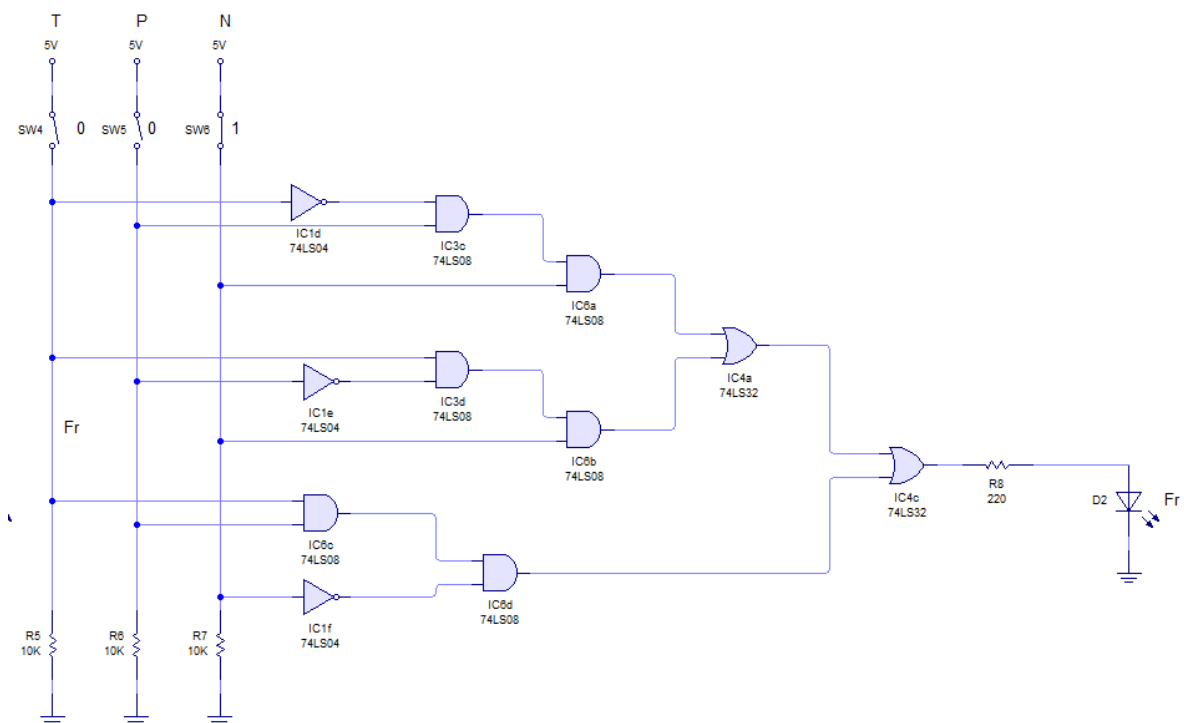 T P N
5V 5V 5V
SW4 0 SW5 0 SW6 1
IC1d
74LS04
IC3c
74LS08
IC6a
74LS08
IC4a
74LS32
IC3d
74LS08
IC1e
74LS04
Fr
IC6b
74LS08
IC4c
74LS32
R8
220
D2 Fr
IC6c
74LS08
IC6d
74LS08
IC1f
74LS04
R5
10K
R6
10K
R7
10K